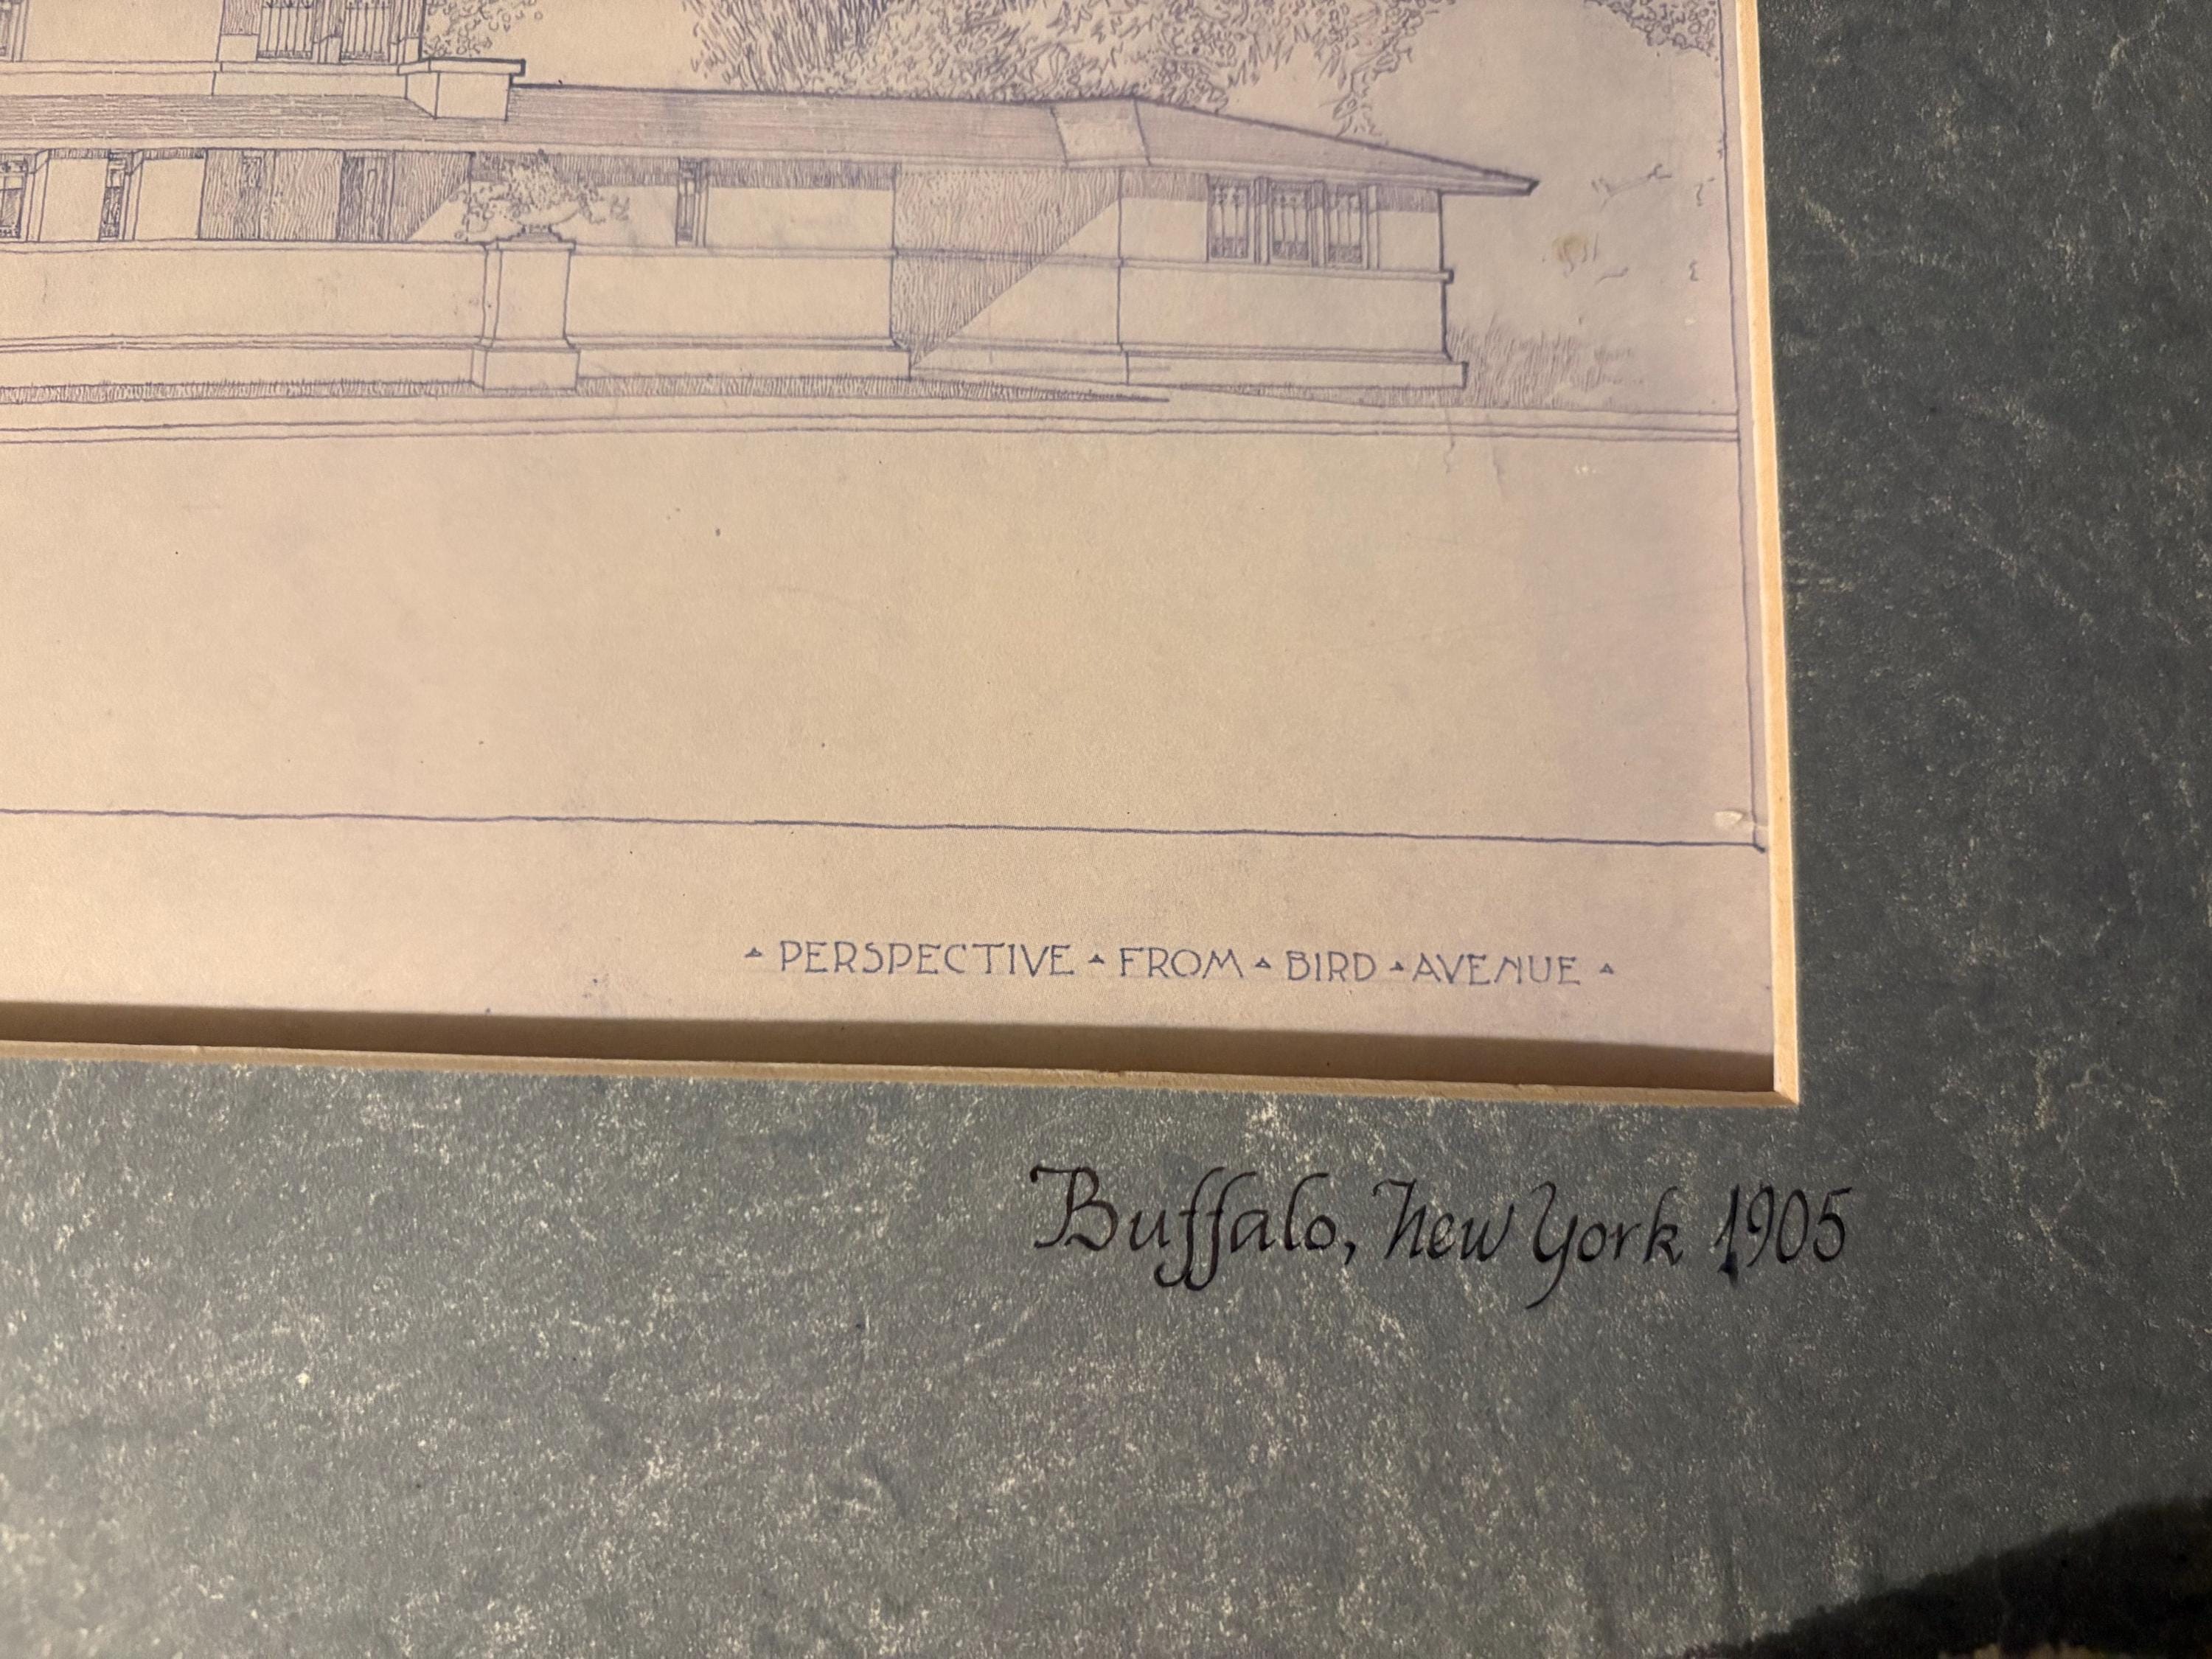 ▵ PERSPECTIVE ▵ FROM ▵ BIRD ▵ AVENUE ▵
Buffalo, New York 1905